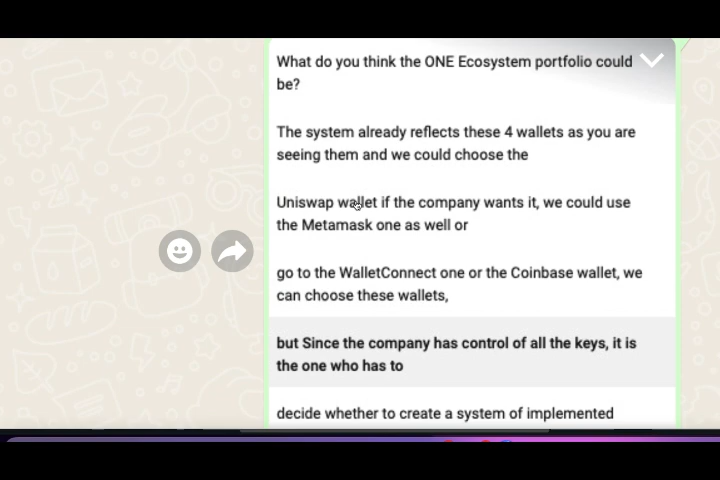 What do you think the ONE Ecosystem portfolio could
be?
The system already reflects these 4 wallets as you are
seeing them and we could choose the
Uniswap wallet if the company wants it, we could use
the Metamask one as well or
go to the WalletConnect one or the Coinbase wallet, we
can choose these wallets,
but Since the company has control of all the keys, it is
the one who has to
decide whether to create a system of implemented